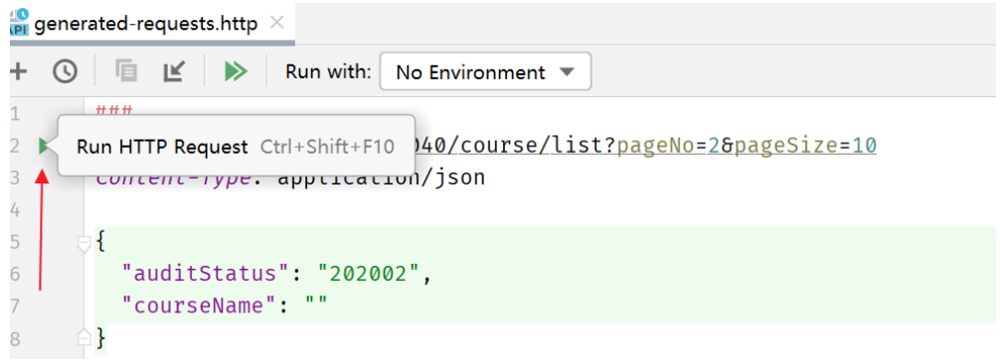 API generated-requests.http
Run with: No Environment
1 ###
2 Run HTTP Request Ctrl+Shift+F10 040/course/list?pageNo=2&pageSize=10
3 content-Type: application/json
4
5 {
6 "auditStatus": "202002",
7 "courseName": ""
8 }